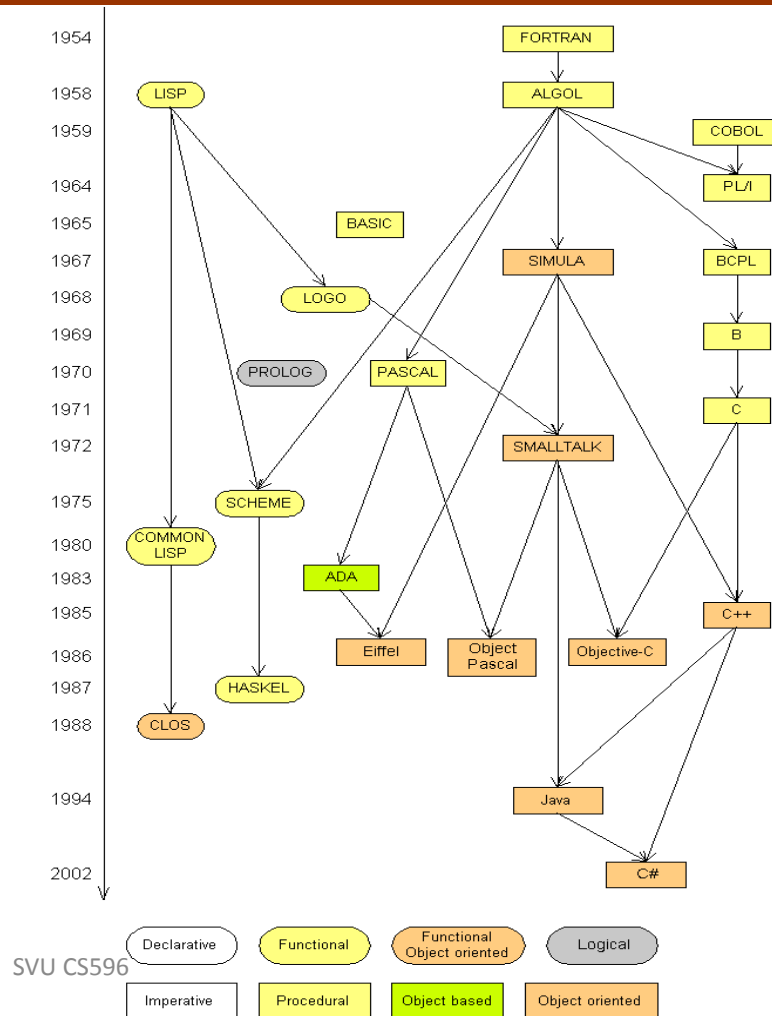 1954
FORTRAN
1958
LISP
ALGOL
1959
COBOL
1964
PL/I
1965
BASIC
1967
SIMULA
BCPL
1968
LOGO
1969
B
1970
PROLOG
PASCAL
1971
C
1972
SMALLTALK
1975
SCHEME
1980
COMMON
LISP
1983
ADA
1985
C++
1986
Eiffel
Object
Pascal
Objective-C
1987
HASKEL
1988
CLOS
1994
Java
2002
C#
Declarative
Functional
Functional
Object oriented
Logical
SVU CS596
Imperative
Procedural
Object based
Object oriented